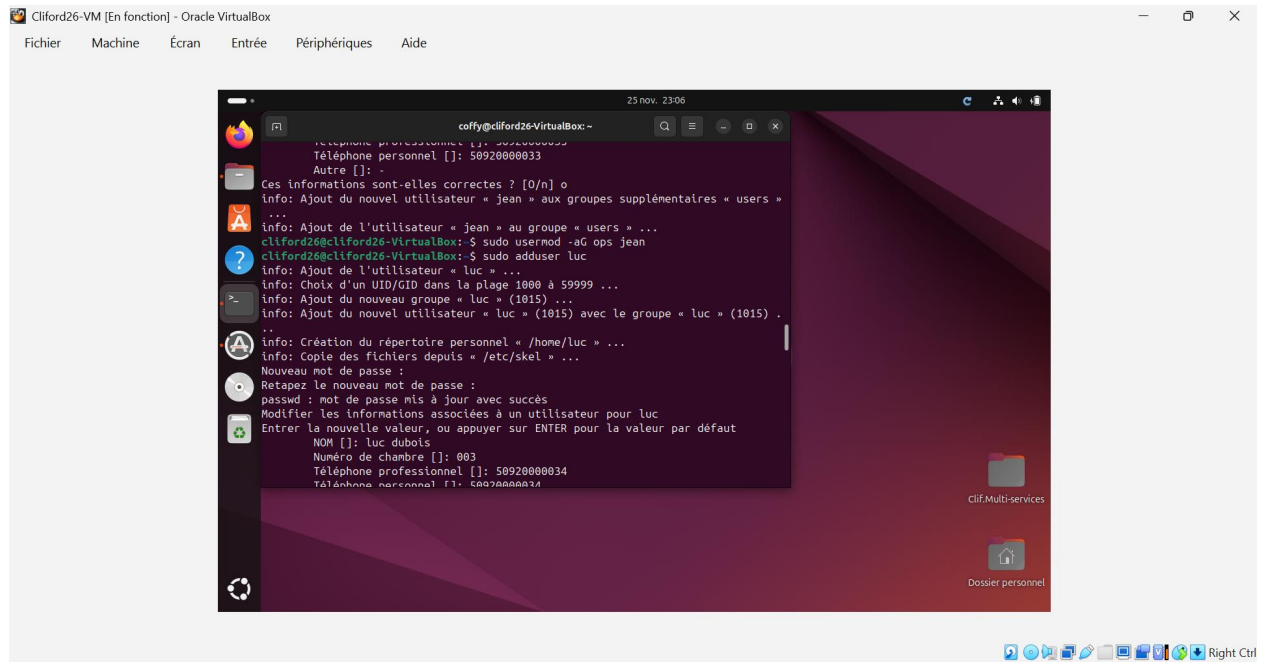 Cliford26-VM [En fonction] - Oracle VirtualBox
Fichier Machine Écran Entrée Périphériques Aide
25 nov. 23:06
coffy@cliford26-VirtualBox: ~
Téléphone professionnel []: 50920000033
Téléphone personnel []: 50920000033
Autre []: -
Ces informations sont-elles correctes ? [O/n] o
info: Ajout du nouvel utilisateur « jean » aux groupes supplémentaires « users »
...
info: Ajout de l'utilisateur « jean » au groupe « users » ...
cliford26@cliford26-VirtualBox:~$ sudo usermod -aG ops jean
cliford26@cliford26-VirtualBox:~$ sudo adduser luc
info: Ajout de l'utilisateur « luc » ...
info: Choix d'un UID/GID dans la plage 1000 à 59999 ...
info: Ajout du nouveau groupe « luc » (1015) ...
info: Ajout du nouvel utilisateur « luc » (1015) avec le groupe « luc » (1015) .
..
info: Création du répertoire personnel « /home/luc » ...
info: Copie des fichiers depuis « /etc/skel » ...
Nouveau mot de passe :
Retapez le nouveau mot de passe :
passwd : mot de passe mis à jour avec succès
Modifier les informations associées à un utilisateur pour luc
Entrer la nouvelle valeur, ou appuyer sur ENTER pour la valeur par défaut
NOM []: luc dubois
Numéro de chambre []: 003
Téléphone professionnel []: 50920000034
Téléphone personnel []: 50920000034
Clif.Multi-services
Dossier personnel
Right Ctrl